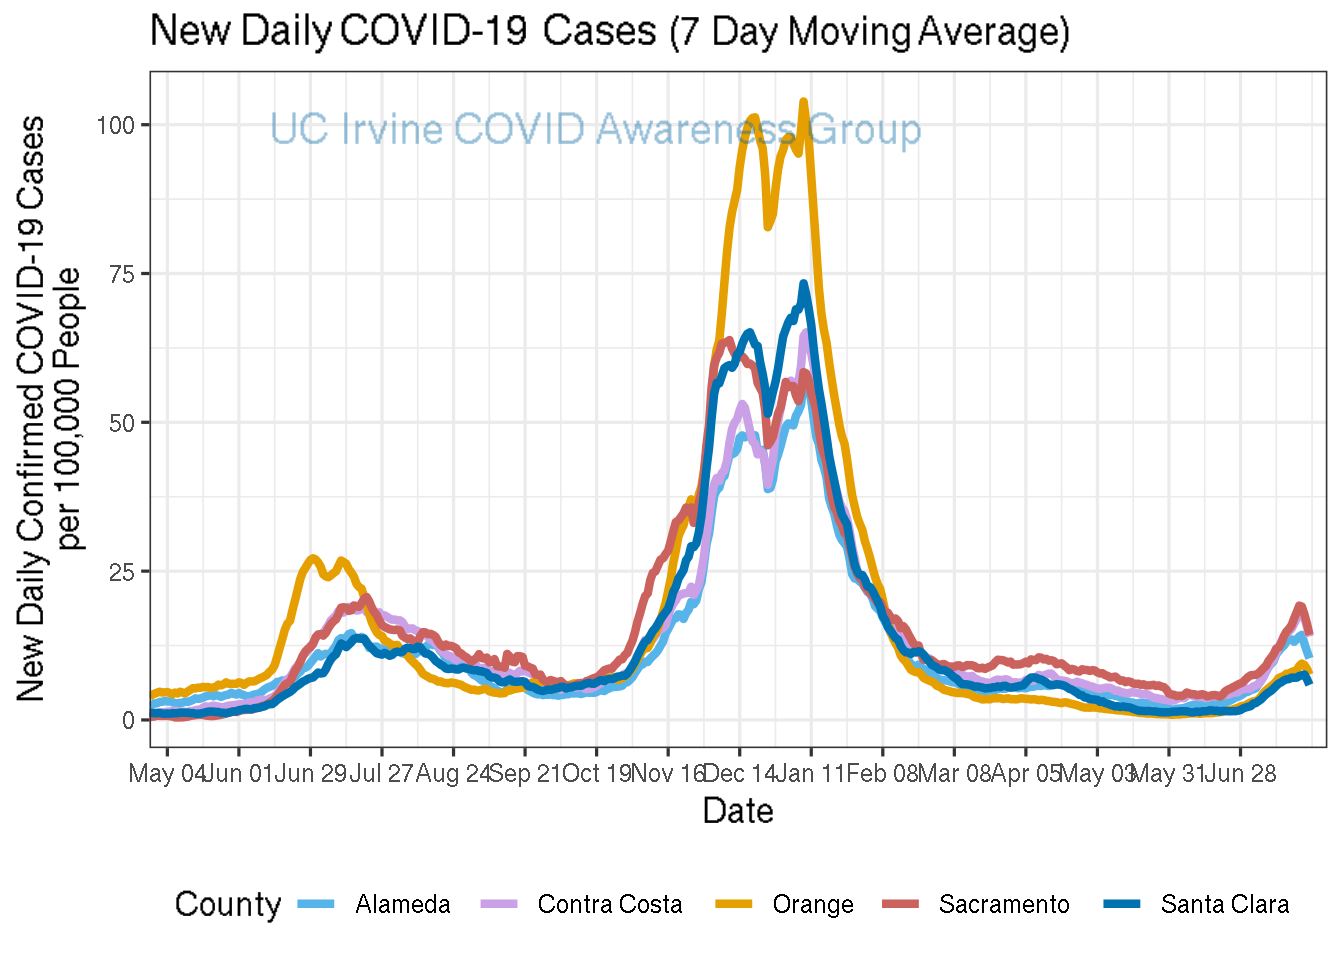 New Daily COVID-19 Cases (7 Day Moving Average)
UC Irvine COVID Awareness Group
New Daily Confirmed COVID-19 Cases
per 100,000 People
100
75
50
25
0
May 04 Jun 01 Jun 29 Jul 27 Aug 24 Sep 21 Oct 19 Nov 16 Dec 14 Jan 11 Feb 08 Mar 08 Apr 05 May 03 May 31 Jun 28
Date
County Alameda Contra Costa Orange Sacramento Santa Clara